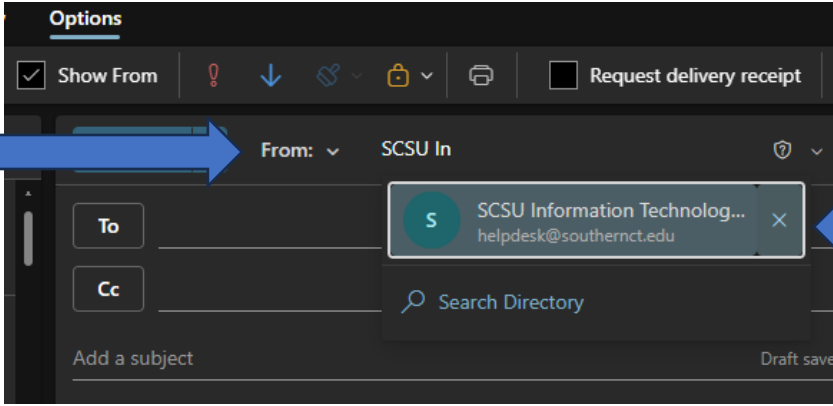 Options
Show From Request delivery receipt
From: SCSU In
To
S SCSU Information Technolog...
helpdesk@southernct.edu
Cc
Search Directory
Add a subject Draft save